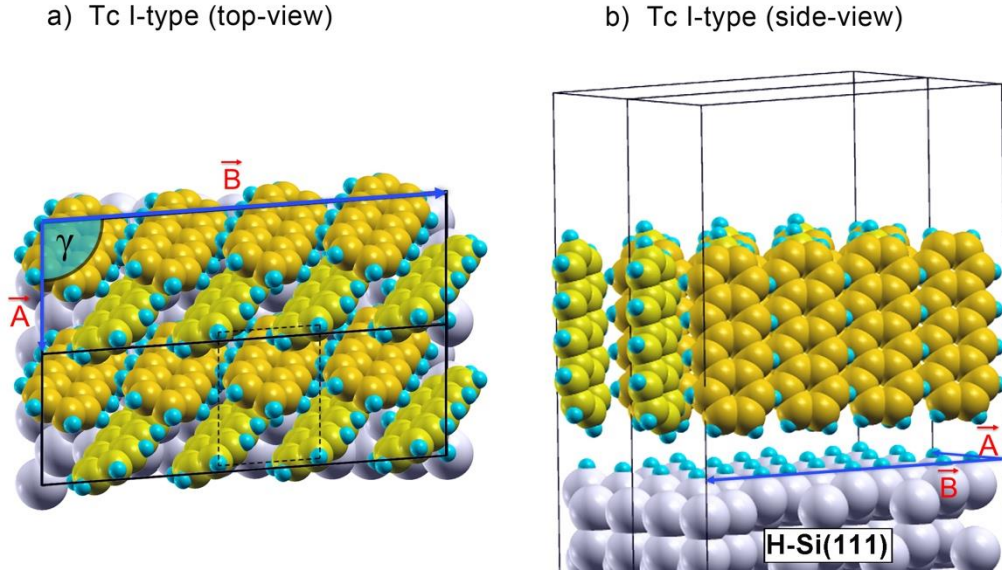 a) Tc I-type (top-view)
b) Tc I-type (side-view)
B
γ
A
A
B
H-Si(111)